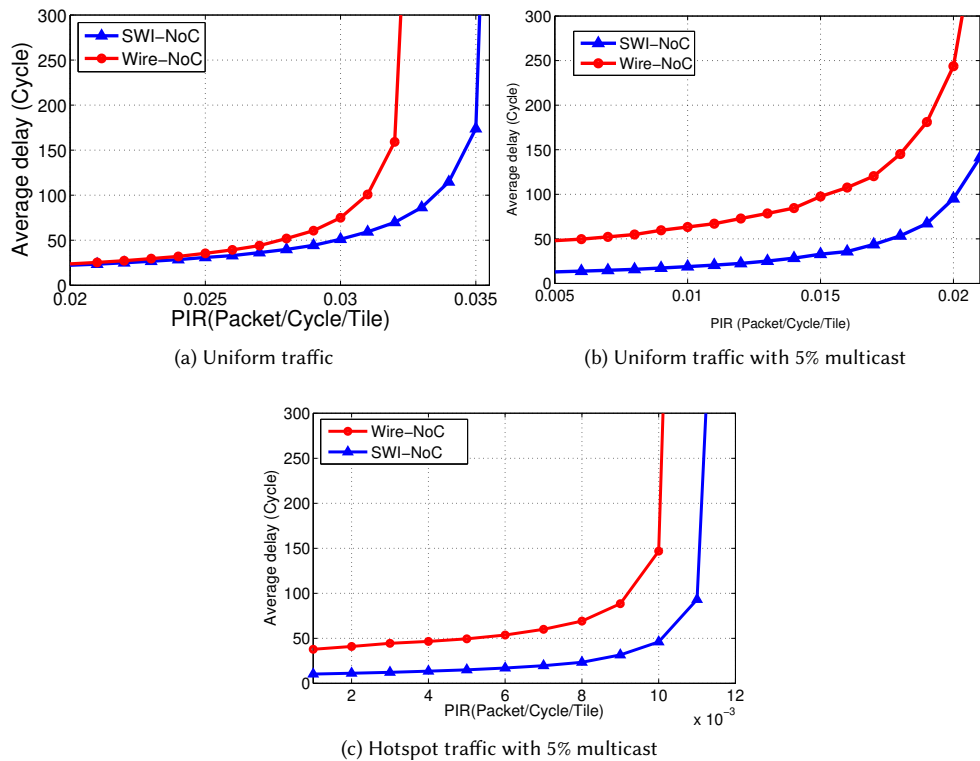 300
250
200
150
100
50
0
Average delay (Cycle)
SWI-NoC
Wire-NoC
0.02
0.025
0.03
0.035
PIR(Packet/Cycle/Tile)
(a) Uniform traffic
300
250
200
150
100
50
0
Average delay (Cycle)
SWI-NoC
Wire-NoC
0.005
0.01
0.015
0.02
PIR (Packet/Cycle/Tile)
(b) Uniform traffic with 5% multicast
300
250
200
150
100
50
0
Average delay (Cycle)
Wire-NoC
SWI-NoC
2
4
6
8
10
12
PIR(Packet/Cycle/Tile)
x 10⁻³
(c) Hotspot traffic with 5% multicast